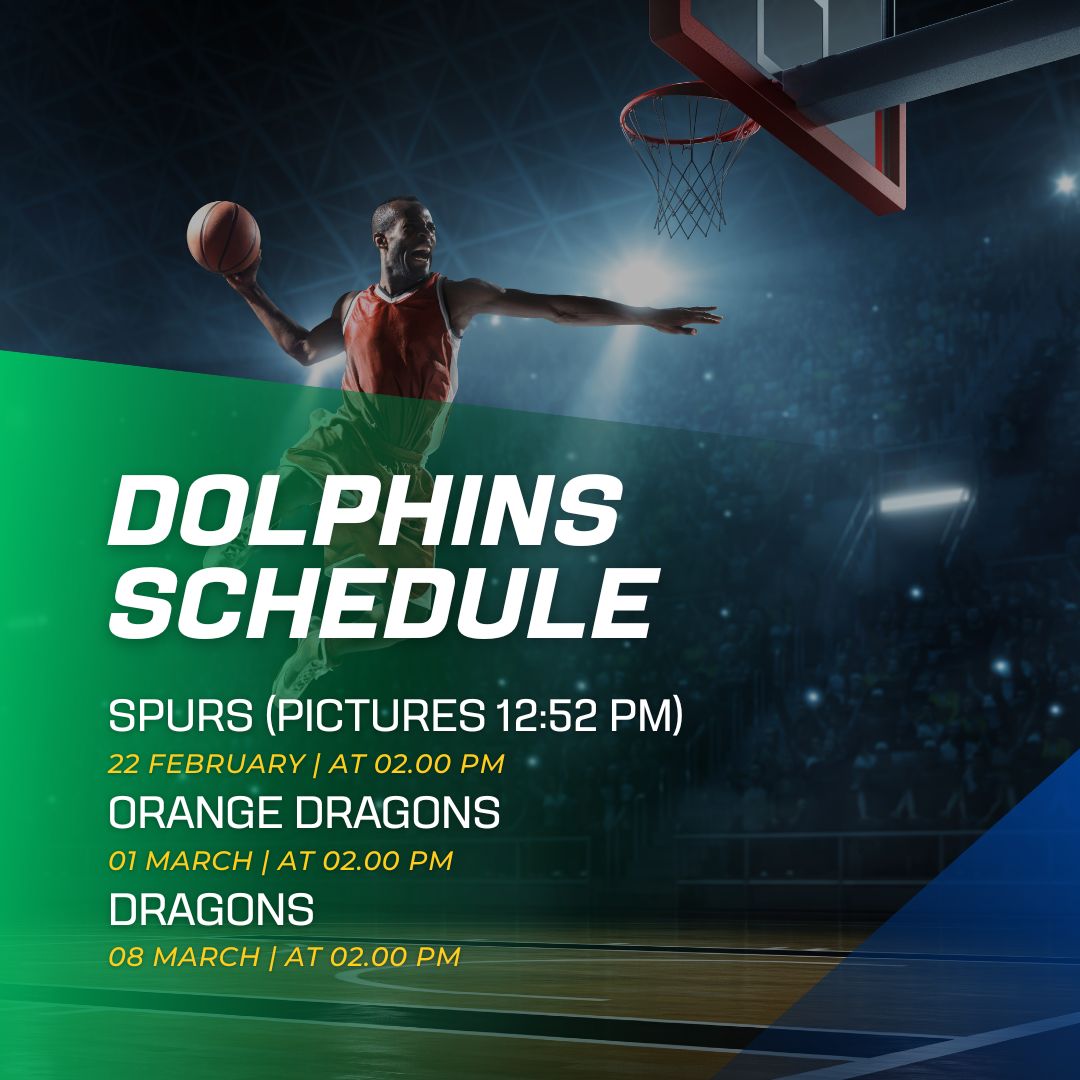 DOLPHINS
SCHEDULE
SPURS (PICTURES 12:52 PM)
22 FEBRUARY | AT 02.00 PM
ORANGE DRAGONS
01 MARCH | AT 02.00 PM
DRAGONS
08 MARCH | AT 02.00 PM